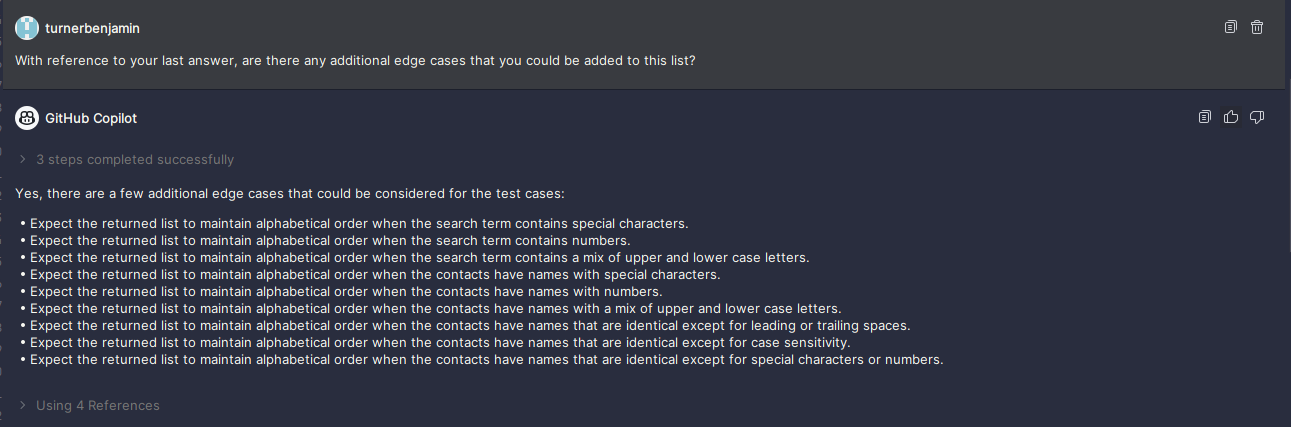 turnerbenjamin
With reference to your last answer, are there any additional edge cases that you could be added to this list?
GitHub Copilot
3 steps completed successfully
Yes, there are a few additional edge cases that could be considered for the test cases:
• Expect the returned list to maintain alphabetical order when the search term contains special characters.
• Expect the returned list to maintain alphabetical order when the search term contains numbers.
• Expect the returned list to maintain alphabetical order when the search term contains a mix of upper and lower case letters.
• Expect the returned list to maintain alphabetical order when the contacts have names with special characters.
• Expect the returned list to maintain alphabetical order when the contacts have names with numbers.
• Expect the returned list to maintain alphabetical order when the contacts have names with a mix of upper and lower case letters.
• Expect the returned list to maintain alphabetical order when the contacts have names that are identical except for leading or trailing spaces.
• Expect the returned list to maintain alphabetical order when the contacts have names that are identical except for case sensitivity.
• Expect the returned list to maintain alphabetical order when the contacts have names that are identical except for special characters or numbers.
Using 4 References